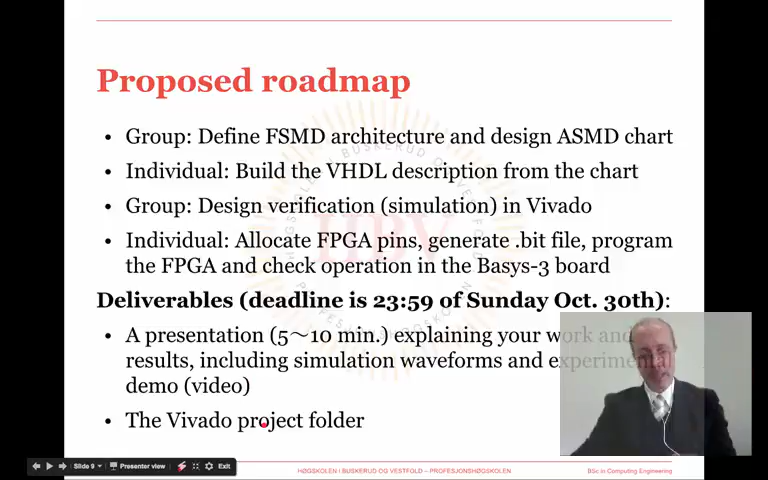 Proposed roadmap
• Group: Define FSMD architecture and design ASMD chart
• Individual: Build the VHDL description from the chart
• Group: Design verification (simulation) in Vivado
• Individual: Allocate FPGA pins, generate .bit file, program
the FPGA and check operation in the Basys-3 board
Deliverables (deadline is 23:59 of Sunday Oct. 30th):
• A presentation (5～10 min.) explaining your work and
results, including simulation waveforms and experimental
demo (video)
• The Vivado project folder
Slide 9
Presenter view
Exit
HØGSKOLEN I BUSKERUD OG VESTFOLD – PROFESJONSHØGSKOLEN
BSc in Computing Engineering